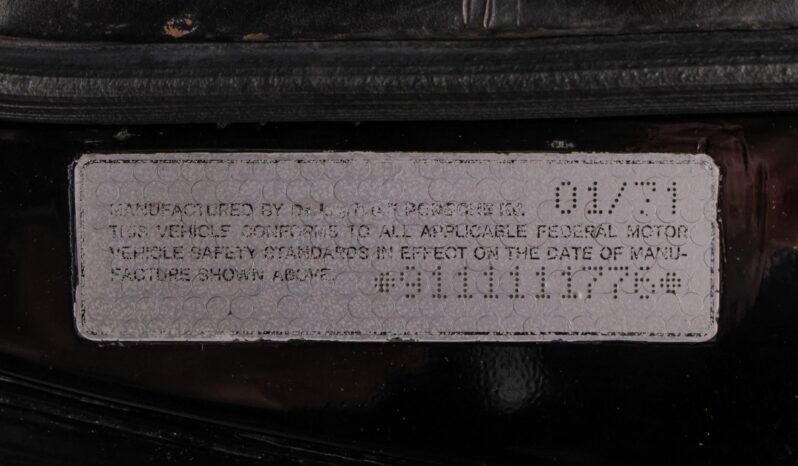 01/71
MANUFACTURED BY PORSCHE KG.
THIS VEHICLE CONFORMS TO ALL APPLICABLE FEDERAL MOTOR
VEHICLE SAFETY STANDARDS IN EFFECT ON THE DATE OF MANU-
FACTURE SHOWN ABOVE.
*9111111776*